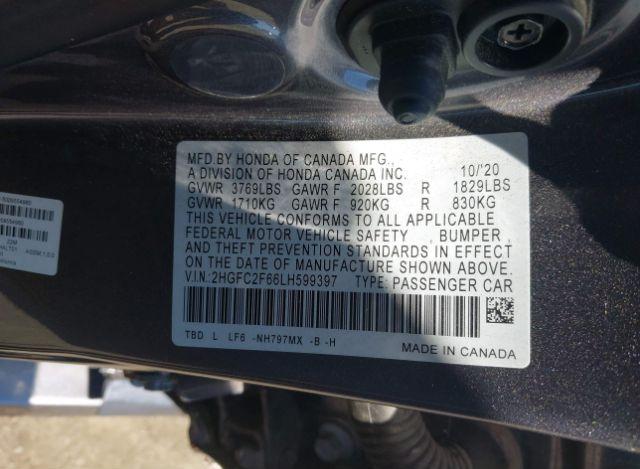 MFD.BY HONDA OF CANADA MFG.,
A DIVISION OF HONDA CANADA INC. 10/'20
GVWR 3769LBS GAWR F 2028LBS R 1829LBS
GVWR 1710KG GAWR F 920KG R 830KG
THIS VEHICLE CONFORMS TO ALL APPLICABLE
FEDERAL MOTOR VEHICLE SAFETY , BUMPER ,
AND THEFT PREVENTION STANDARDS IN EFFECT
ON THE DATE OF MANUFACTURE SHOWN ABOVE.
V.I.N.: 2HGFC2F66LH599397 TYPE: PASSENGER CAR
TBD L LF6 -NH797MX -B -H
MADE IN CANADA
22M